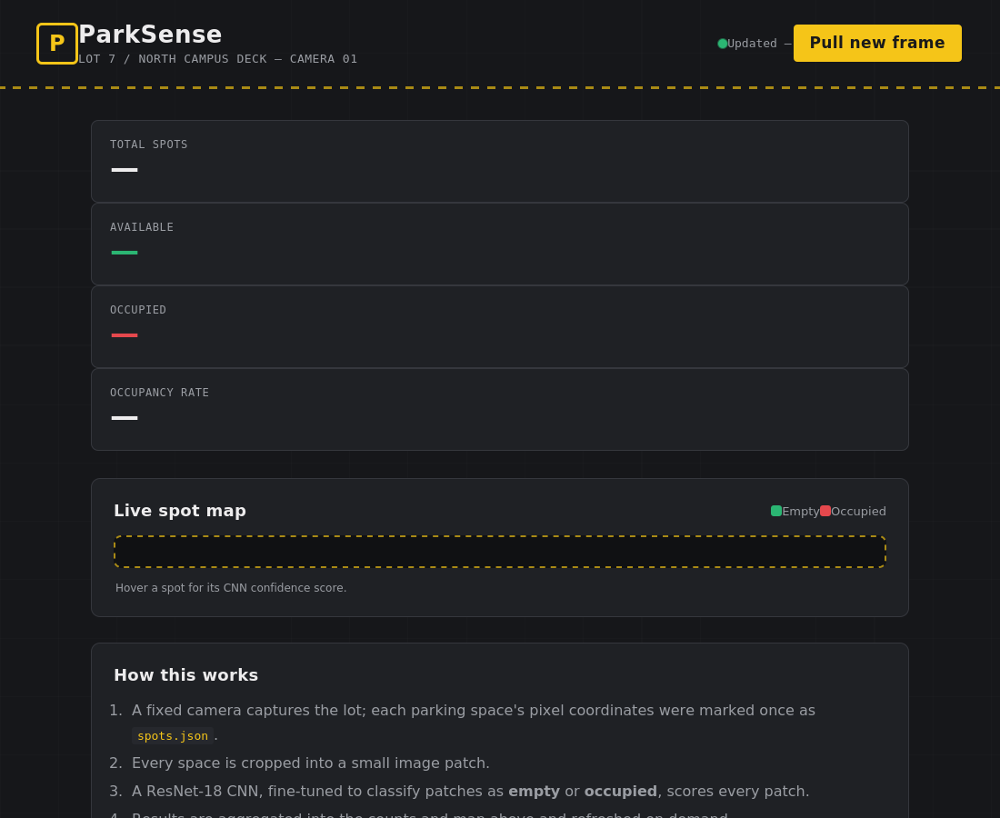 P
ParkSense
LOT 7 / NORTH CAMPUS DECK — CAMERA 01
Updated —
Pull new frame
TOTAL SPOTS
—
AVAILABLE
—
OCCUPIED
—
OCCUPANCY RATE
—
Live spot map
Empty
Occupied
Hover a spot for its CNN confidence score.
How this works
1. A fixed camera captures the lot; each parking space's pixel coordinates were marked once as
spots.json.
2. Every space is cropped into a small image patch.
3. A ResNet-18 CNN, fine-tuned to classify patches as empty or occupied, scores every patch.
4. Results are aggregated into the counts and map above and refreshed on demand.